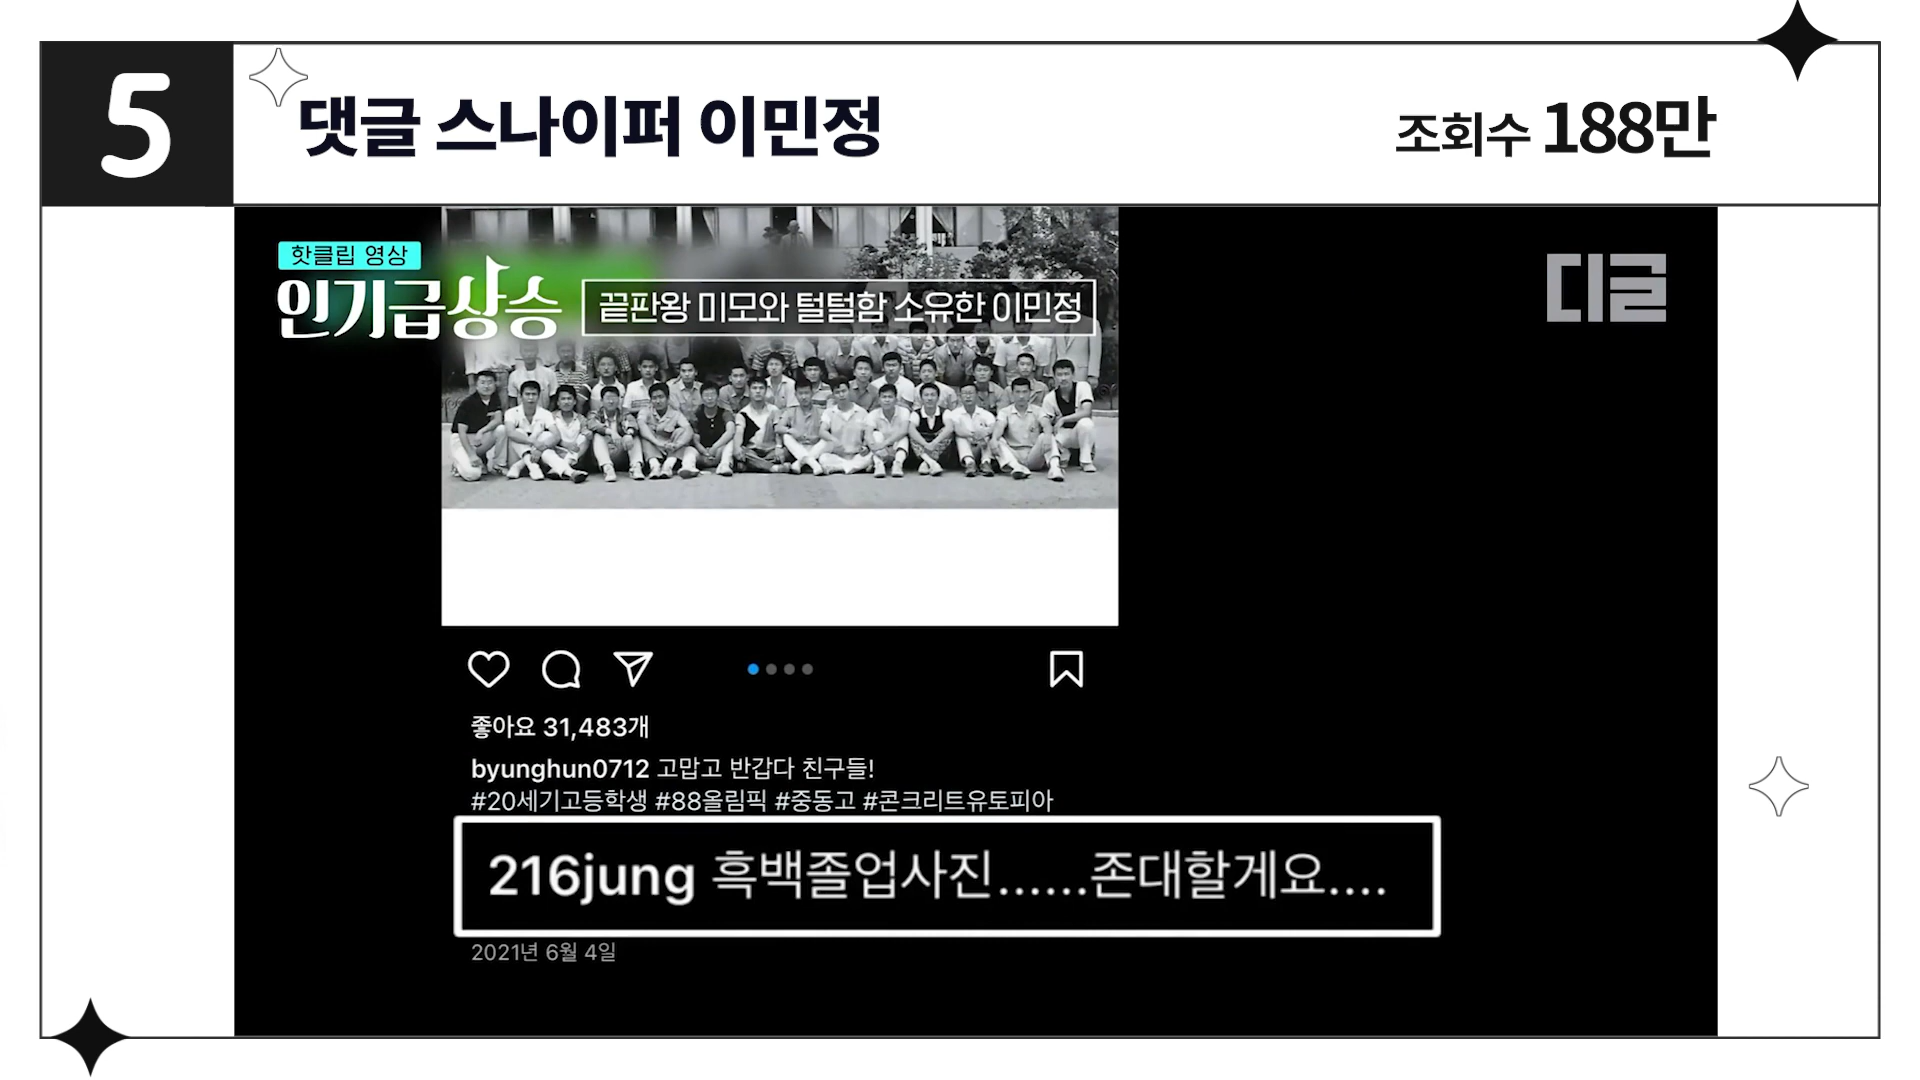 5
댓글 스나이퍼 이민정
조회수 188만
핫클립 영상
인기급상승
끝판왕 미모와 털털함 소유한 이민정
디글
좋아요 31,483개
byunghun0712 고맙고 반갑다 친구들!
#20세기고등학생 #88올림픽 #중동고 #콘크리트유토피아
216jung 흑백졸업사진......존대할게요....
2021년 6월 4일